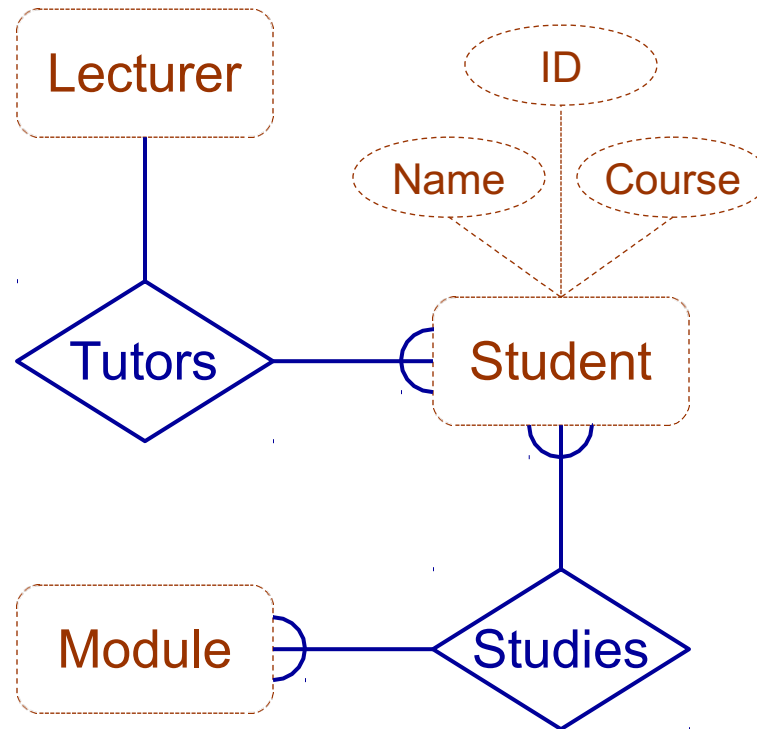 Lecturer
ID
Name
Course
Tutors
Student
Module
Studies